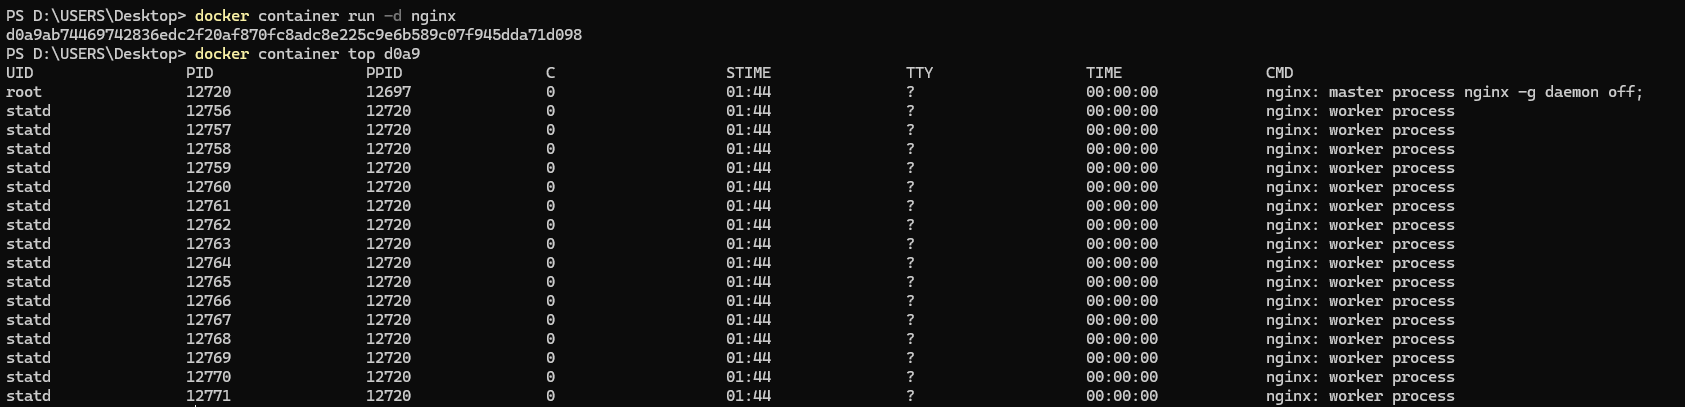 PS D:\USERS\Desktop> docker container run -d nginx
d0a9ab74469742836edc2f20af870fc8adc8e225c9e6b589c07f945dda71d098
PS D:\USERS\Desktop> docker container top d0a9
UID PID PPID C STIME TTY TIME CMD
root 12720 12697 0 01:44 ? 00:00:00 nginx: master process nginx -g daemon off;
statd 12756 12720 0 01:44 ? 00:00:00 nginx: worker process
statd 12757 12720 0 01:44 ? 00:00:00 nginx: worker process
statd 12758 12720 0 01:44 ? 00:00:00 nginx: worker process
statd 12759 12720 0 01:44 ? 00:00:00 nginx: worker process
statd 12760 12720 0 01:44 ? 00:00:00 nginx: worker process
statd 12761 12720 0 01:44 ? 00:00:00 nginx: worker process
statd 12762 12720 0 01:44 ? 00:00:00 nginx: worker process
statd 12763 12720 0 01:44 ? 00:00:00 nginx: worker process
statd 12764 12720 0 01:44 ? 00:00:00 nginx: worker process
statd 12765 12720 0 01:44 ? 00:00:00 nginx: worker process
statd 12766 12720 0 01:44 ? 00:00:00 nginx: worker process
statd 12767 12720 0 01:44 ? 00:00:00 nginx: worker process
statd 12768 12720 0 01:44 ? 00:00:00 nginx: worker process
statd 12769 12720 0 01:44 ? 00:00:00 nginx: worker process
statd 12770 12720 0 01:44 ? 00:00:00 nginx: worker process
statd 12771 12720 0 01:44 ? 00:00:00 nginx: worker process